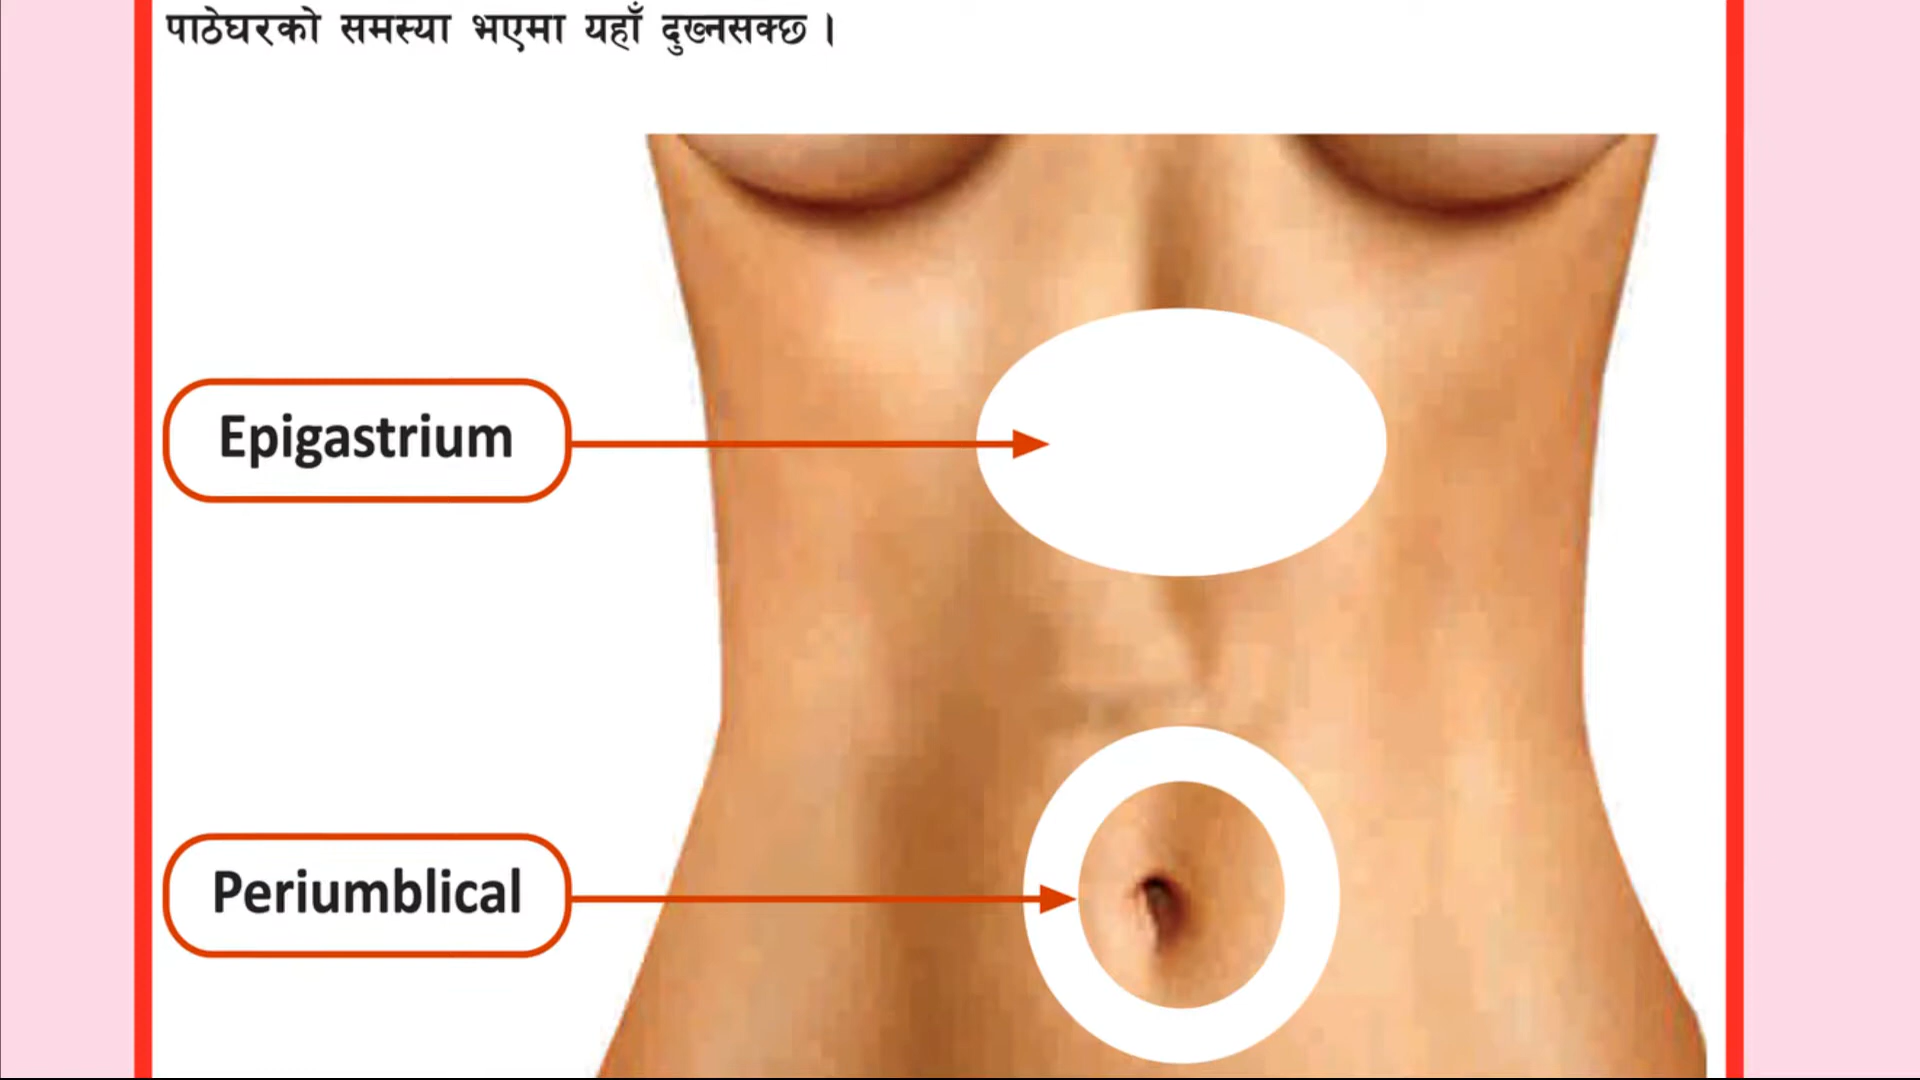 पाठेघरको समस्या भएमा यहाँ दुख्नसक्छ ।
Epigastrium
Periumblical